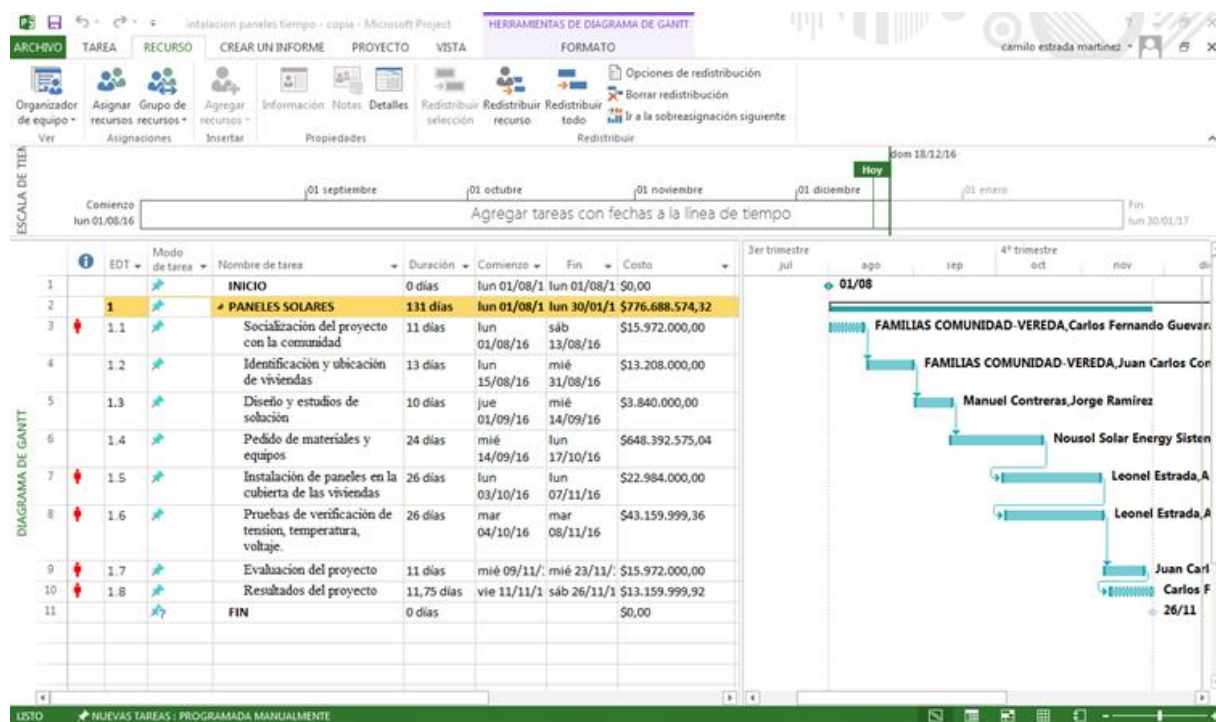 intalacion paneles tiempo - copia - Microsoft Project
HERRAMIENTAS DE DIAGRAMA DE GANTT
ARCHIVO TAREA RECURSO CREAR UN INFORME PROYECTO VISTA FORMATO
camilo estrada martinez
Organizador de equipo
Asignar recursos
Grupo de recursos
Agregar recursos
Información Notas Detalles
Redistribuir selección
Redistribuir recurso
Redistribuir todo
Opciones de redistribución
Borrar redistribución
Ir a la sobreasignación siguiente
Ver Asignaciones Insertar Propiedades Redistribuir
ESCALA DE TIEM
dom 18/12/16
Hoy
01 septiembre 01 octubre 01 noviembre 01 diciembre 01 enero
Comienzo
lun 01/08/16
Agregar tareas con fechas a la línea de tiempo
Fin
lun 30/01/17
DIAGRAMA DE GANTT
EDT Modo de tarea Nombre de tarea Duración Comienzo Fin Costo
3er trimestre 4º trimestre
jul ago sep oct nov di
1 INICIO 0 días lun 01/08/1 lun 01/08/1 $0,00
01/08
2 1 PANELES SOLARES 131 días lun 01/08/1 lun 30/01/1 $776.688.574,32
3 1.1 Socialización del proyecto con la comunidad 11 días lun 01/08/16 sáb 13/08/16 $15.972.000,00
FAMILIAS COMUNIDAD-VEREDA,Carlos Fernando Guevar
4 1.2 Identificación y ubicación de viviendas 13 días lun 15/08/16 mié 31/08/16 $13.208.000,00
FAMILIAS COMUNIDAD-VEREDA,Juan Carlos Con
5 1.3 Diseño y estudios de solución 10 días jue 01/09/16 mié 14/09/16 $3.840.000,00
Manuel Contreras,Jorge Ramírez
6 1.4 Pedido de materiales y equipos 24 días mié 14/09/16 lun 17/10/16 $648.392.575,04
Nousol Solar Energy Sisten
7 1.5 Instalación de paneles en la cubierta de las viviendas 26 días lun 03/10/16 lun 07/11/16 $22.984.000,00
Leonel Estrada,A
8 1.6 Pruebas de verificación de tension, temperatura, voltaje. 26 días mar 04/10/16 mar 08/11/16 $43.159.999,36
Leonel Estrada,A
9 1.7 Evaluacion del proyecto 11 días mié 09/11/ mié 23/11/ $15.972.000,00
Juan Carl
10 1.8 Resultados del proyecto 11,75 días vie 11/11/1 sáb 26/11/1 $13.159.999,92
Carlos F
11 FIN 0 días $0,00
26/11
LISTO NUEVAS TAREAS : PROGRAMADA MANUALMENTE